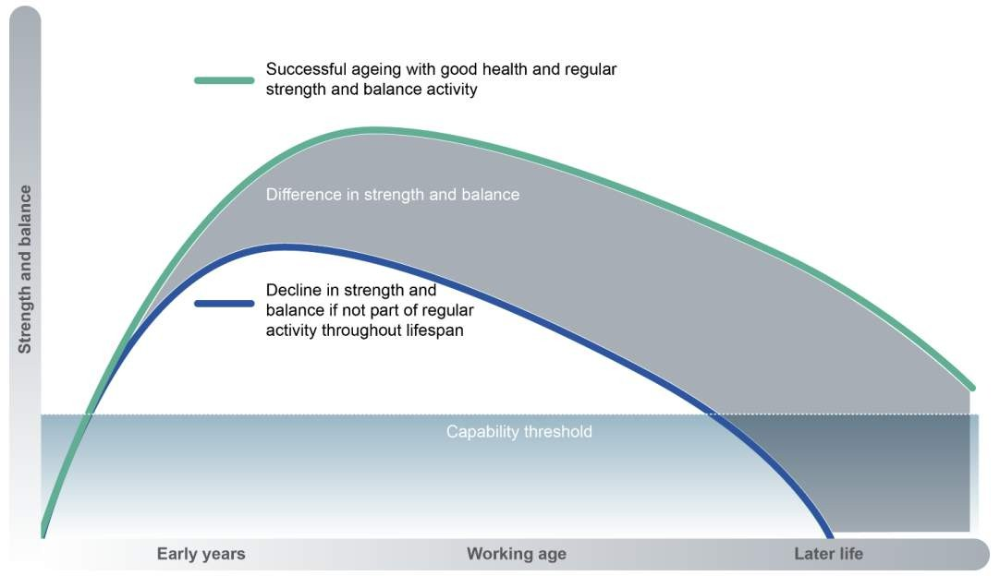 Successful ageing with good health and regular
strength and balance activity
Difference in strength and balance
Decline in strength and
balance if not part of regular
activity throughout lifespan
Capability threshold
Strength and balance
Early years
Working age
Later life